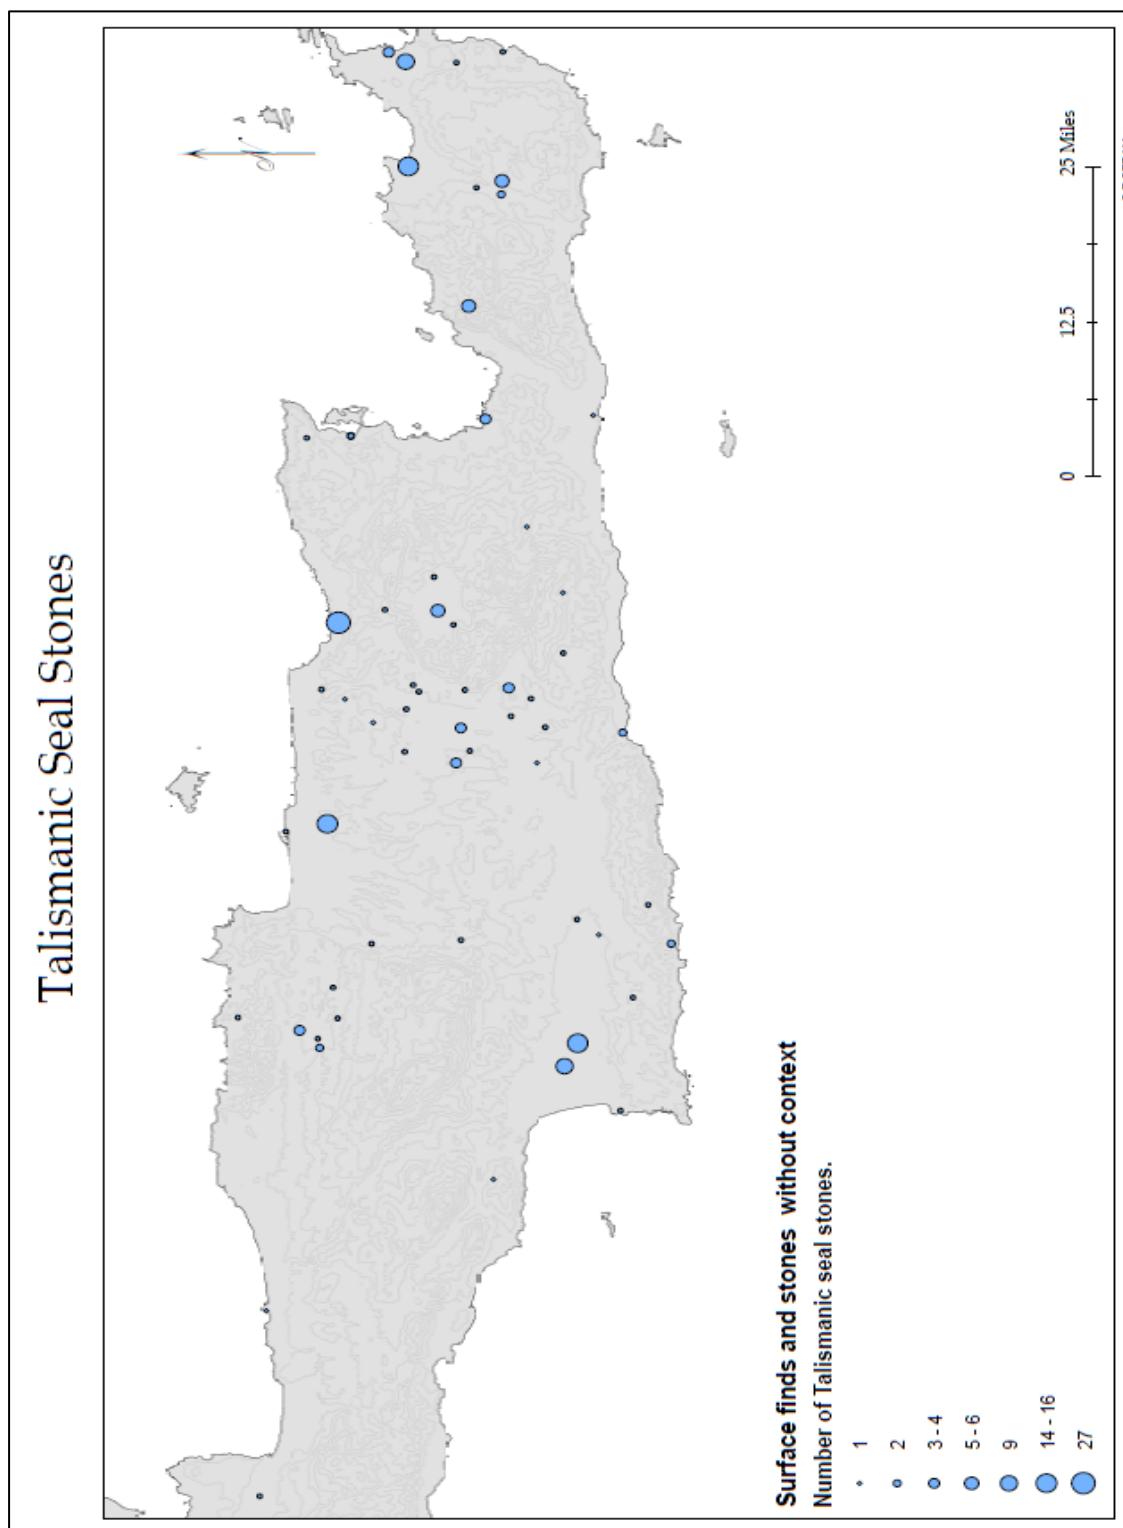 Talismanic Seal Stones
N
0 12.5 25 Miles
Surface finds and stones without context
Number of Talismanic seal stones.
1
2
3 - 4
5 - 6
9
14 - 16
27